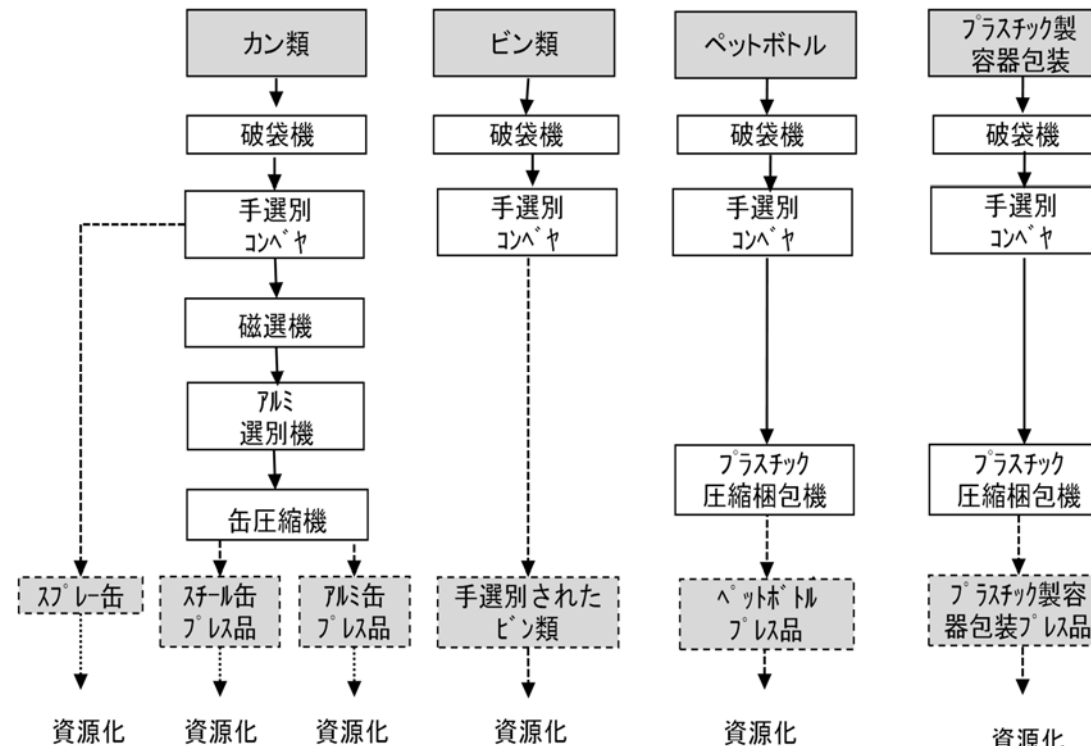 カン類
ビン類
ペットボトル
プラスチック製
容器包装
破袋機
破袋機
破袋機
破袋機
手選別
コンベヤ
手選別
コンベヤ
手選別
コンベヤ
手選別
コンベヤ
磁選機
アルミ
選別機
缶圧縮機
プラスチック
圧縮梱包機
プラスチック
圧縮梱包機
スプレー缶
スチール缶
プレス品
アルミ缶
プレス品
手選別された
ビン類
ペットボトル
プレス品
プラスチック製容
器包装プレス品
資源化
資源化
資源化
資源化
資源化
資源化